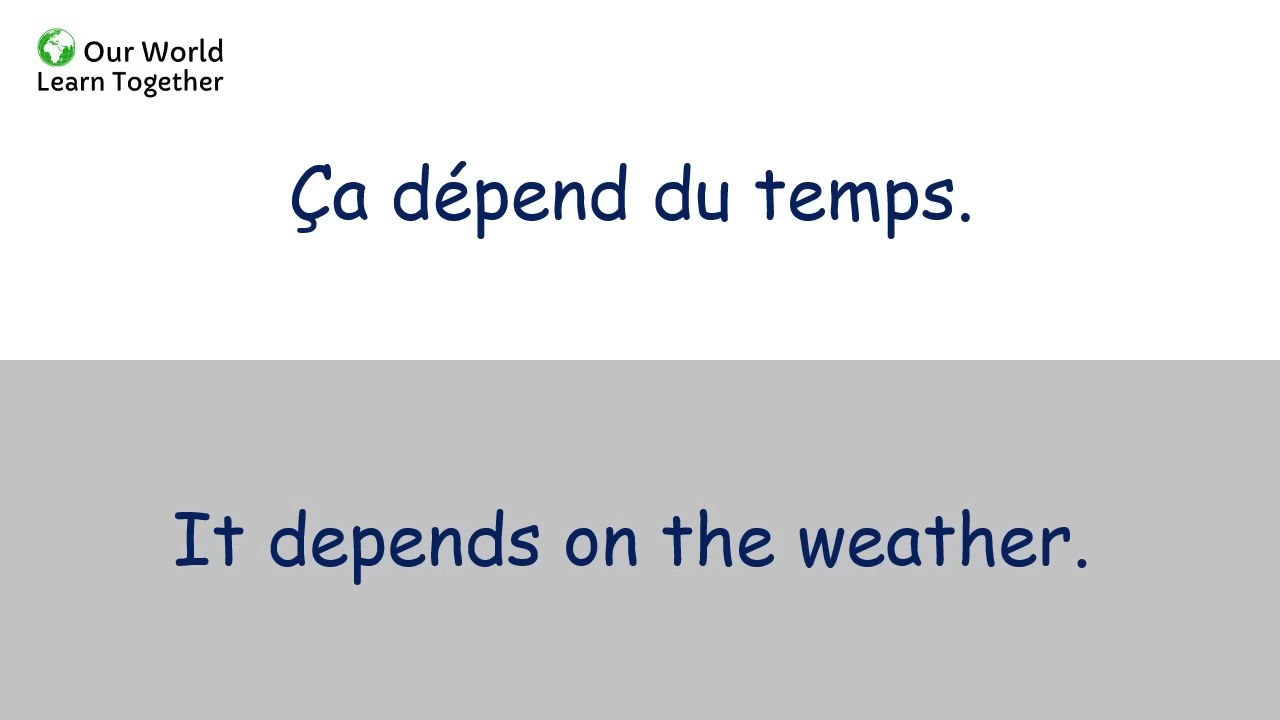 Our World
Learn Together
Ça dépend du temps.
It depends on the weather.